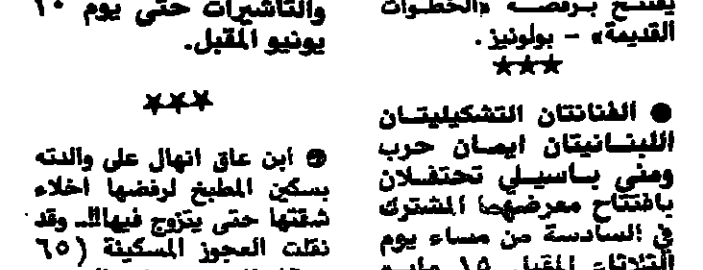 يفتتح برقصة «الخطوات
القديمة» – بولونيز.
★★★
● الفنانتان التشكيليتان
اللبنانيتان ايمان حرب
ومنى باسيلي تحتفلان
بافتتاح معرضهما المشترك
في السادسة من مساء يوم
الثلاثاء المقبل ١٥ مايو
والتاشيرات حتى يوم ١٠
يونيو المقبل.
★★★
● ابن عاق انهال على والدته
بسكين المطبخ لرفضها اخلاء
شقتها حتى يتزوج فيها!!.. وقد
نقلت العجوز المسكينة (٦٥